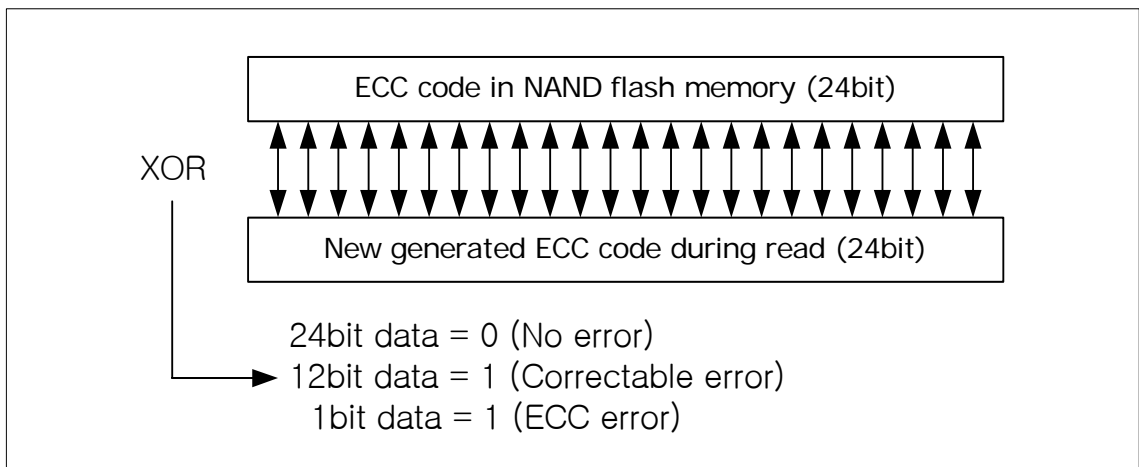 ECC code in NAND flash memory (24bit)
XOR
New generated ECC code during read (24bit)
24bit data = 0 (No error)
12bit data = 1 (Correctable error)
1bit data = 1 (ECC error)